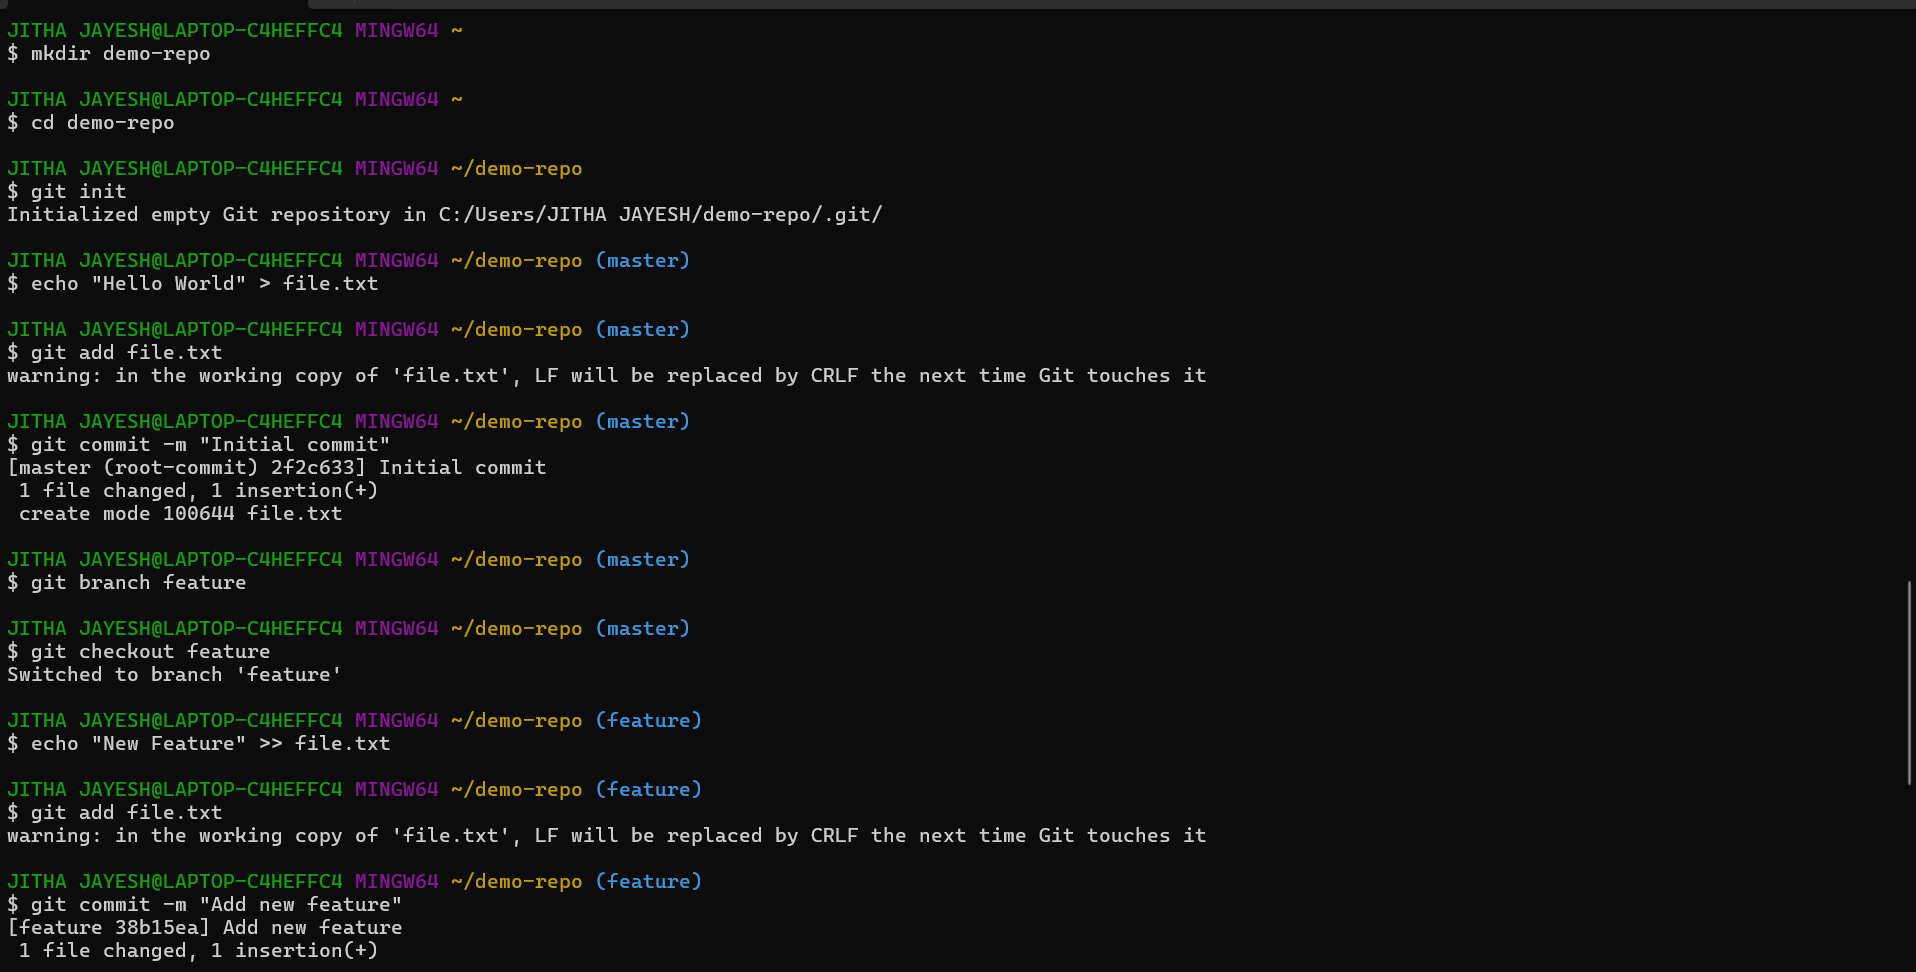 JITHA JAYESH@LAPTOP-C4HEFFC4 MINGW64 ~
$ mkdir demo-repo
JITHA JAYESH@LAPTOP-C4HEFFC4 MINGW64 ~
$ cd demo-repo
JITHA JAYESH@LAPTOP-C4HEFFC4 MINGW64 ~/demo-repo
$ git init
Initialized empty Git repository in C:/Users/JITHA JAYESH/demo-repo/.git/
JITHA JAYESH@LAPTOP-C4HEFFC4 MINGW64 ~/demo-repo (master)
$ echo "Hello World" > file.txt
JITHA JAYESH@LAPTOP-C4HEFFC4 MINGW64 ~/demo-repo (master)
$ git add file.txt
warning: in the working copy of 'file.txt', LF will be replaced by CRLF the next time Git touches it
JITHA JAYESH@LAPTOP-C4HEFFC4 MINGW64 ~/demo-repo (master)
$ git commit -m "Initial commit"
[master (root-commit) 2f2c633] Initial commit
 1 file changed, 1 insertion(+)
 create mode 100644 file.txt
JITHA JAYESH@LAPTOP-C4HEFFC4 MINGW64 ~/demo-repo (master)
$ git branch feature
JITHA JAYESH@LAPTOP-C4HEFFC4 MINGW64 ~/demo-repo (master)
$ git checkout feature
Switched to branch 'feature'
JITHA JAYESH@LAPTOP-C4HEFFC4 MINGW64 ~/demo-repo (feature)
$ echo "New Feature" >> file.txt
JITHA JAYESH@LAPTOP-C4HEFFC4 MINGW64 ~/demo-repo (feature)
$ git add file.txt
warning: in the working copy of 'file.txt', LF will be replaced by CRLF the next time Git touches it
JITHA JAYESH@LAPTOP-C4HEFFC4 MINGW64 ~/demo-repo (feature)
$ git commit -m "Add new feature"
[feature 38b15ea] Add new feature
 1 file changed, 1 insertion(+)